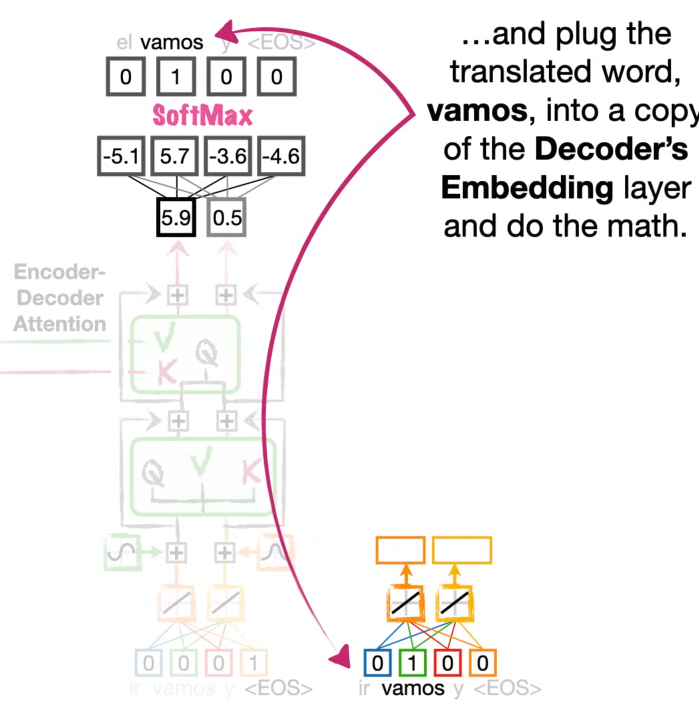 el vamos y <EOS>
0 1 0 0
SoftMax
-5.1 5.7 -3.6 -4.6
5.9 0.5
…and plug the
translated word,
vamos, into a copy
of the Decoder's
Embedding layer
and do the math.
Encoder-
Decoder
Attention
+ +
V
Q
K
+ +
Q V K
+ +
0 0 0 1
ir vamos y <EOS>
0 1 0 0
ir vamos y <EOS>